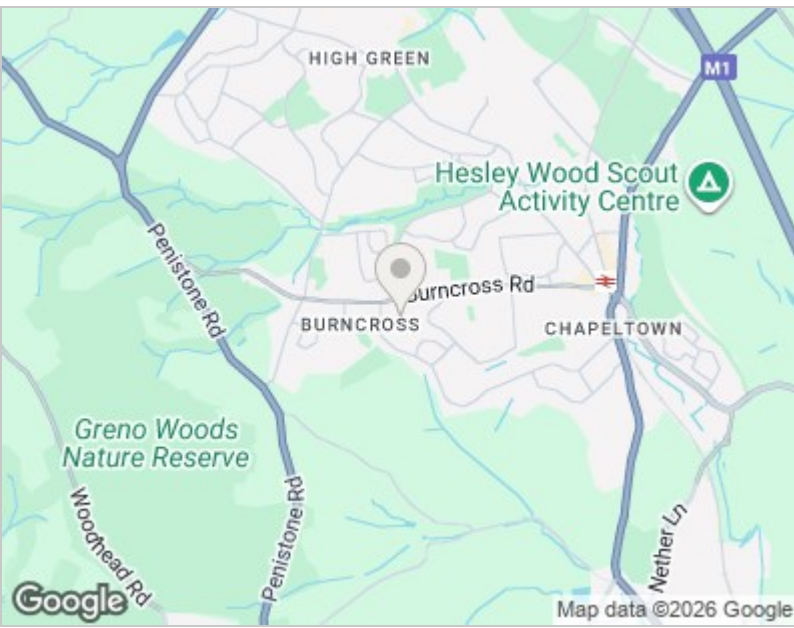 HIGH GREEN
M1
Hesley Wood Scout
Activity Centre
Penistone Rd
Burncross Rd
BURNCROSS
CHAPELTOWN
Greno Woods
Nature Reserve
Woodhead Rd
Penistone Rd
Nether Ln
Google
Map data ©2026 Google